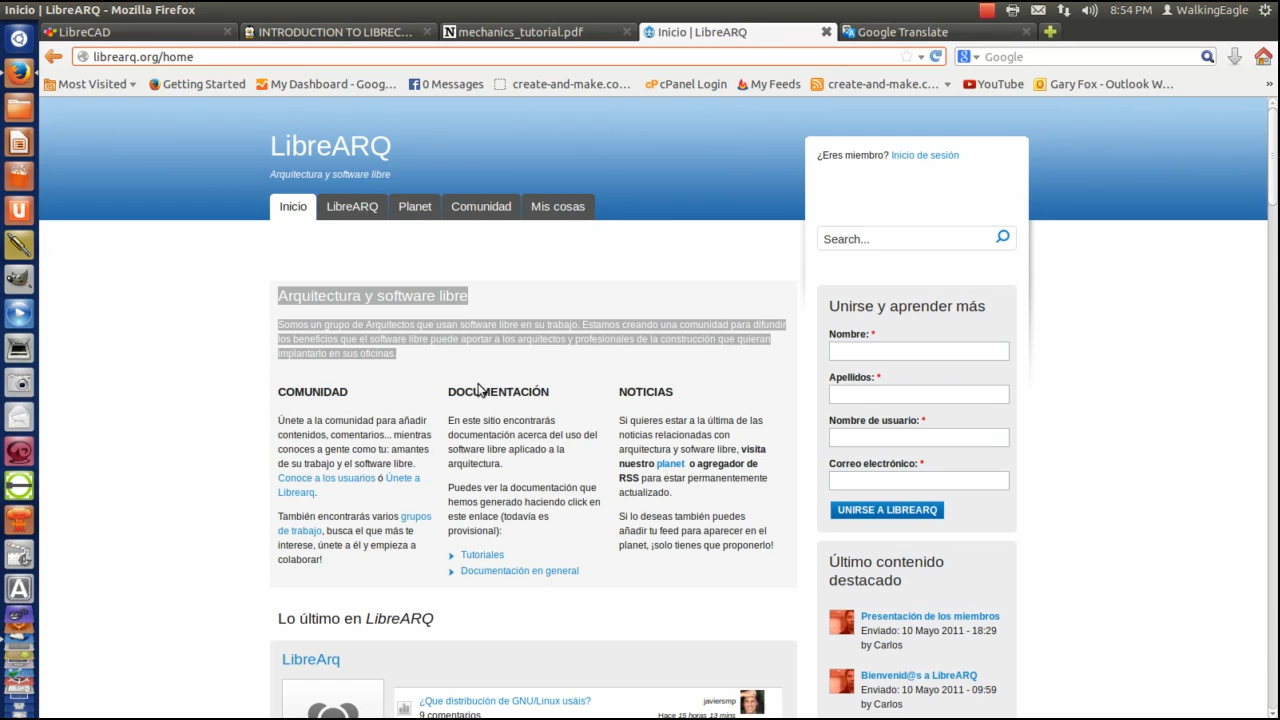 Inicio | LibreARQ - Mozilla Firefox
8:54 PM WalkingEagle
LibreCAD
INTRODUCTION TO LIBREC...
mechanics_tutorial.pdf
Inicio | LibreARQ
Google Translate
librearq.org/home
Google
Most Visited
Getting Started
My Dashboard - Goog...
0 Messages
create-and-make.co...
cPanel Login
My Feeds
create-and-make.c...
YouTube
Gary Fox - Outlook W...
LibreARQ
Arquitectura y software libre
Inicio
LibreARQ
Planet
Comunidad
Mis cosas
¿Eres miembro? Inicio de sesión
Search...
Arquitectura y software libre
Somos un grupo de Arquitectos que usan software libre en su trabajo. Estamos creando una comunidad para difundir
los beneficios que el software libre puede aportar a los arquitectos y profesionales de la construcción que quieran
implantarlo en sus oficinas.
COMUNIDAD
Únete a la comunidad para añadir
contenidos, comentarios... mientras
conoces a gente como tu: amantes
de su trabajo y el software libre.
Conoce a los usuarios ó Únete a
Librearq.
También encontrarás varios grupos
de trabajo, busca el que más te
interese, únete a él y empieza a
colaborar!
DOCUMENTACIÓN
En este sitio encontrarás
documentación acerca del uso del
software libre aplicado a la
arquitectura.
Puedes ver la documentación que
hemos generado haciendo click en
este enlace (todavía es
provisional):
Tutoriales
Documentación en general
NOTICIAS
Si quieres estar a la última de las
noticias relacionadas con
arquitectura y sofware libre, visita
nuestro planet o agregador de
RSS para estar permanentemente
actualizado.
Si lo deseas también puedes
añadir tu feed para aparecer en el
planet, ¡solo tienes que proponerlo!
Lo último en LibreARQ
LibreArq
¿Que distribución de GNU/Linux usáis?
9 comentarios
javiersmp
Hace 15 horas 13 mins
Unirse y aprender más
Nombre: *
Apellidos: *
Nombre de usuario: *
Correo electrónico: *
UNIRSE A LIBREARQ
Último contenido
destacado
Presentación de los miembros
Enviado: 10 Mayo 2011 - 18:29
by Carlos
Bienvenid@s a LibreARQ
Enviado: 10 Mayo 2011 - 09:59
by Carlos